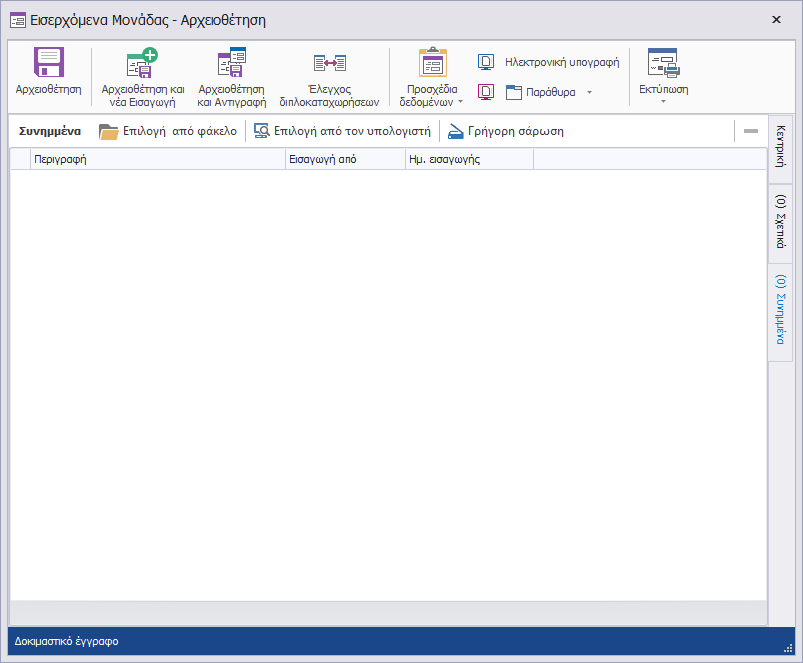 Εισερχόμενα Μονάδας - Αρχειοθέτηση
Αρχειοθέτηση
Αρχειοθέτηση και
νέα Εισαγωγή
Αρχειοθέτηση
και Αντιγραφή
Έλεγχος
διπλοκαταχωρήσεων
Προσχέδια
δεδομένων
Ηλεκτρονική υπογραφή
Παράθυρα
Εκτύπωση
Συνημμένα
Επιλογή από φάκελο
Επιλογή από τον υπολογιστή
Γρήγορη σάρωση
Περιγραφή
Εισαγωγή από
Ημ. εισαγωγής
Κεντρική
(0) Σχετικά
(0) Συνημμένα
Δοκιμαστικό έγγραφο